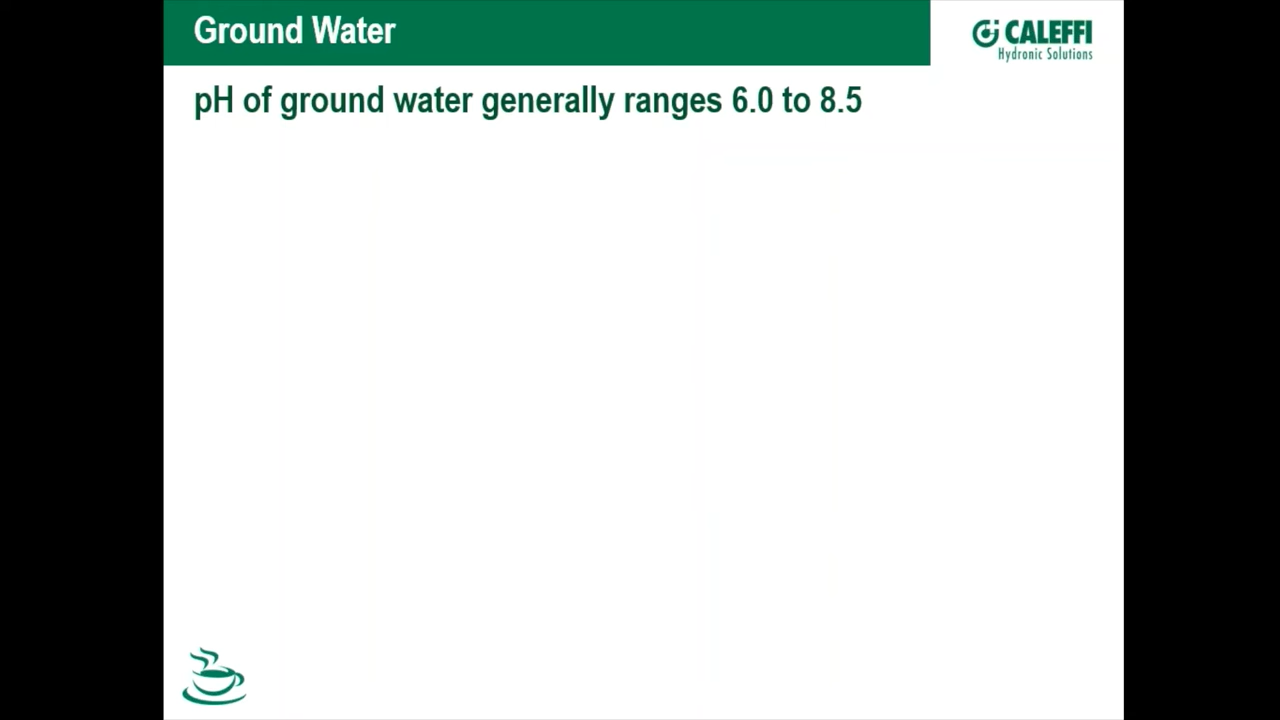 Ground Water
CALEFFI
Hydronic Solutions
pH of ground water generally ranges 6.0 to 8.5